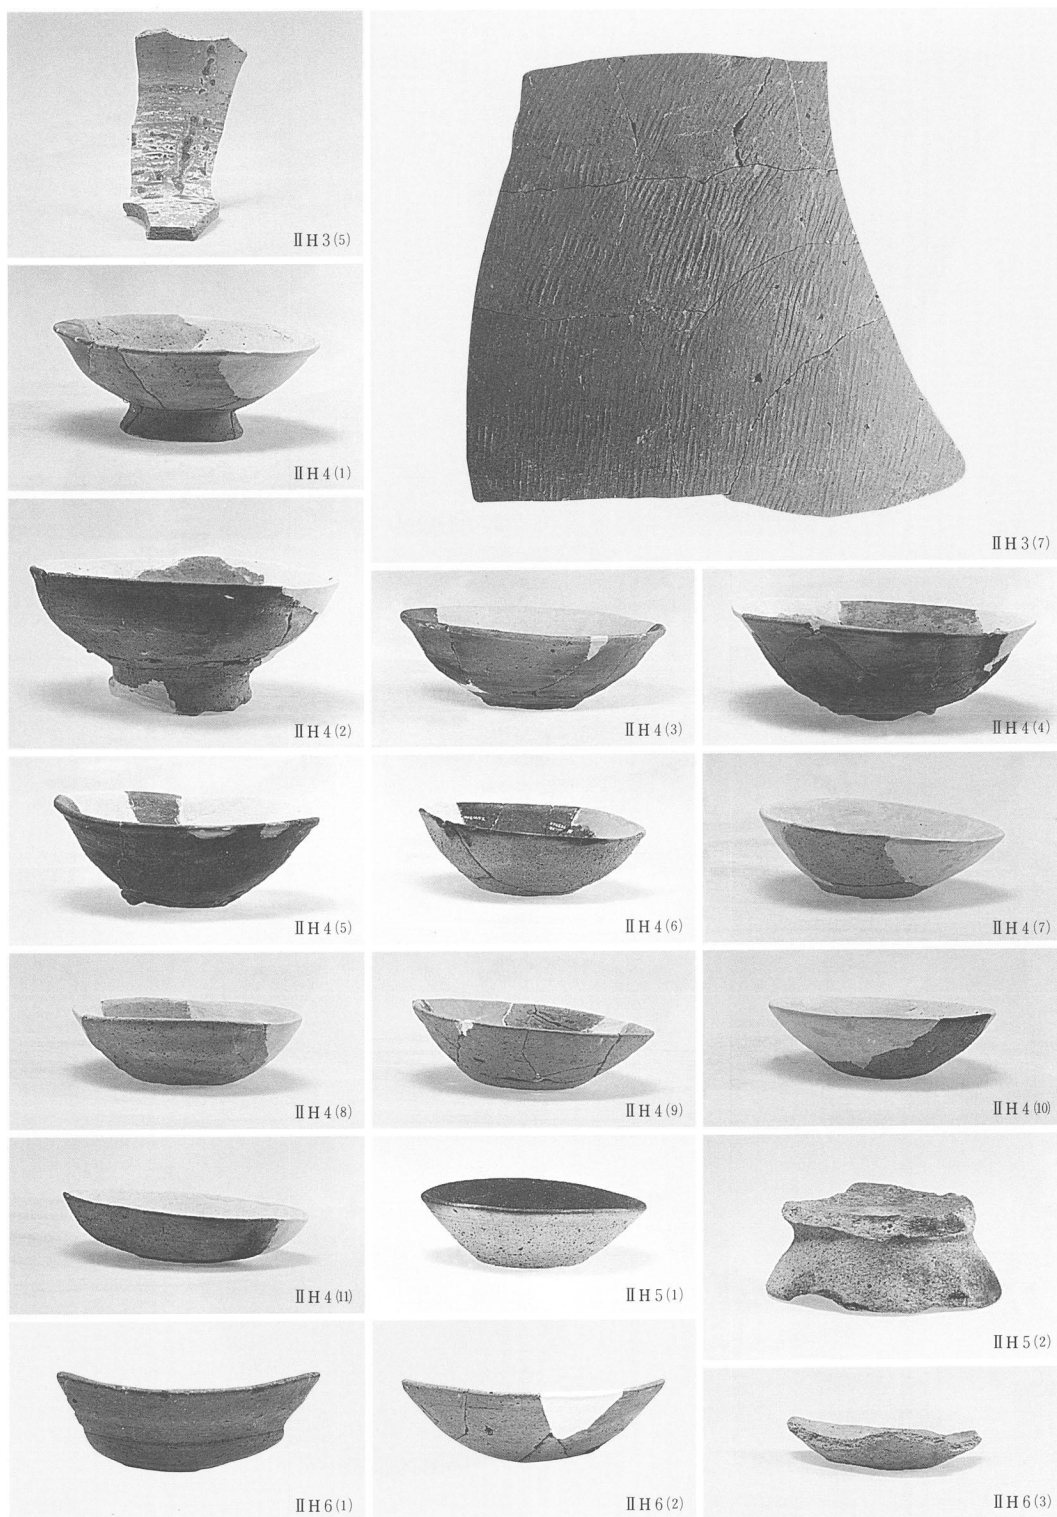 ⅡH3(5)
ⅡH3(7)
ⅡH4(1)
ⅡH4(2)
ⅡH4(3)
ⅡH4(4)
ⅡH4(5)
ⅡH4(6)
ⅡH4(7)
ⅡH4(8)
ⅡH4(9)
ⅡH4(10)
ⅡH4(11)
ⅡH5(1)
ⅡH5(2)
ⅡH6(1)
ⅡH6(2)
ⅡH6(3)